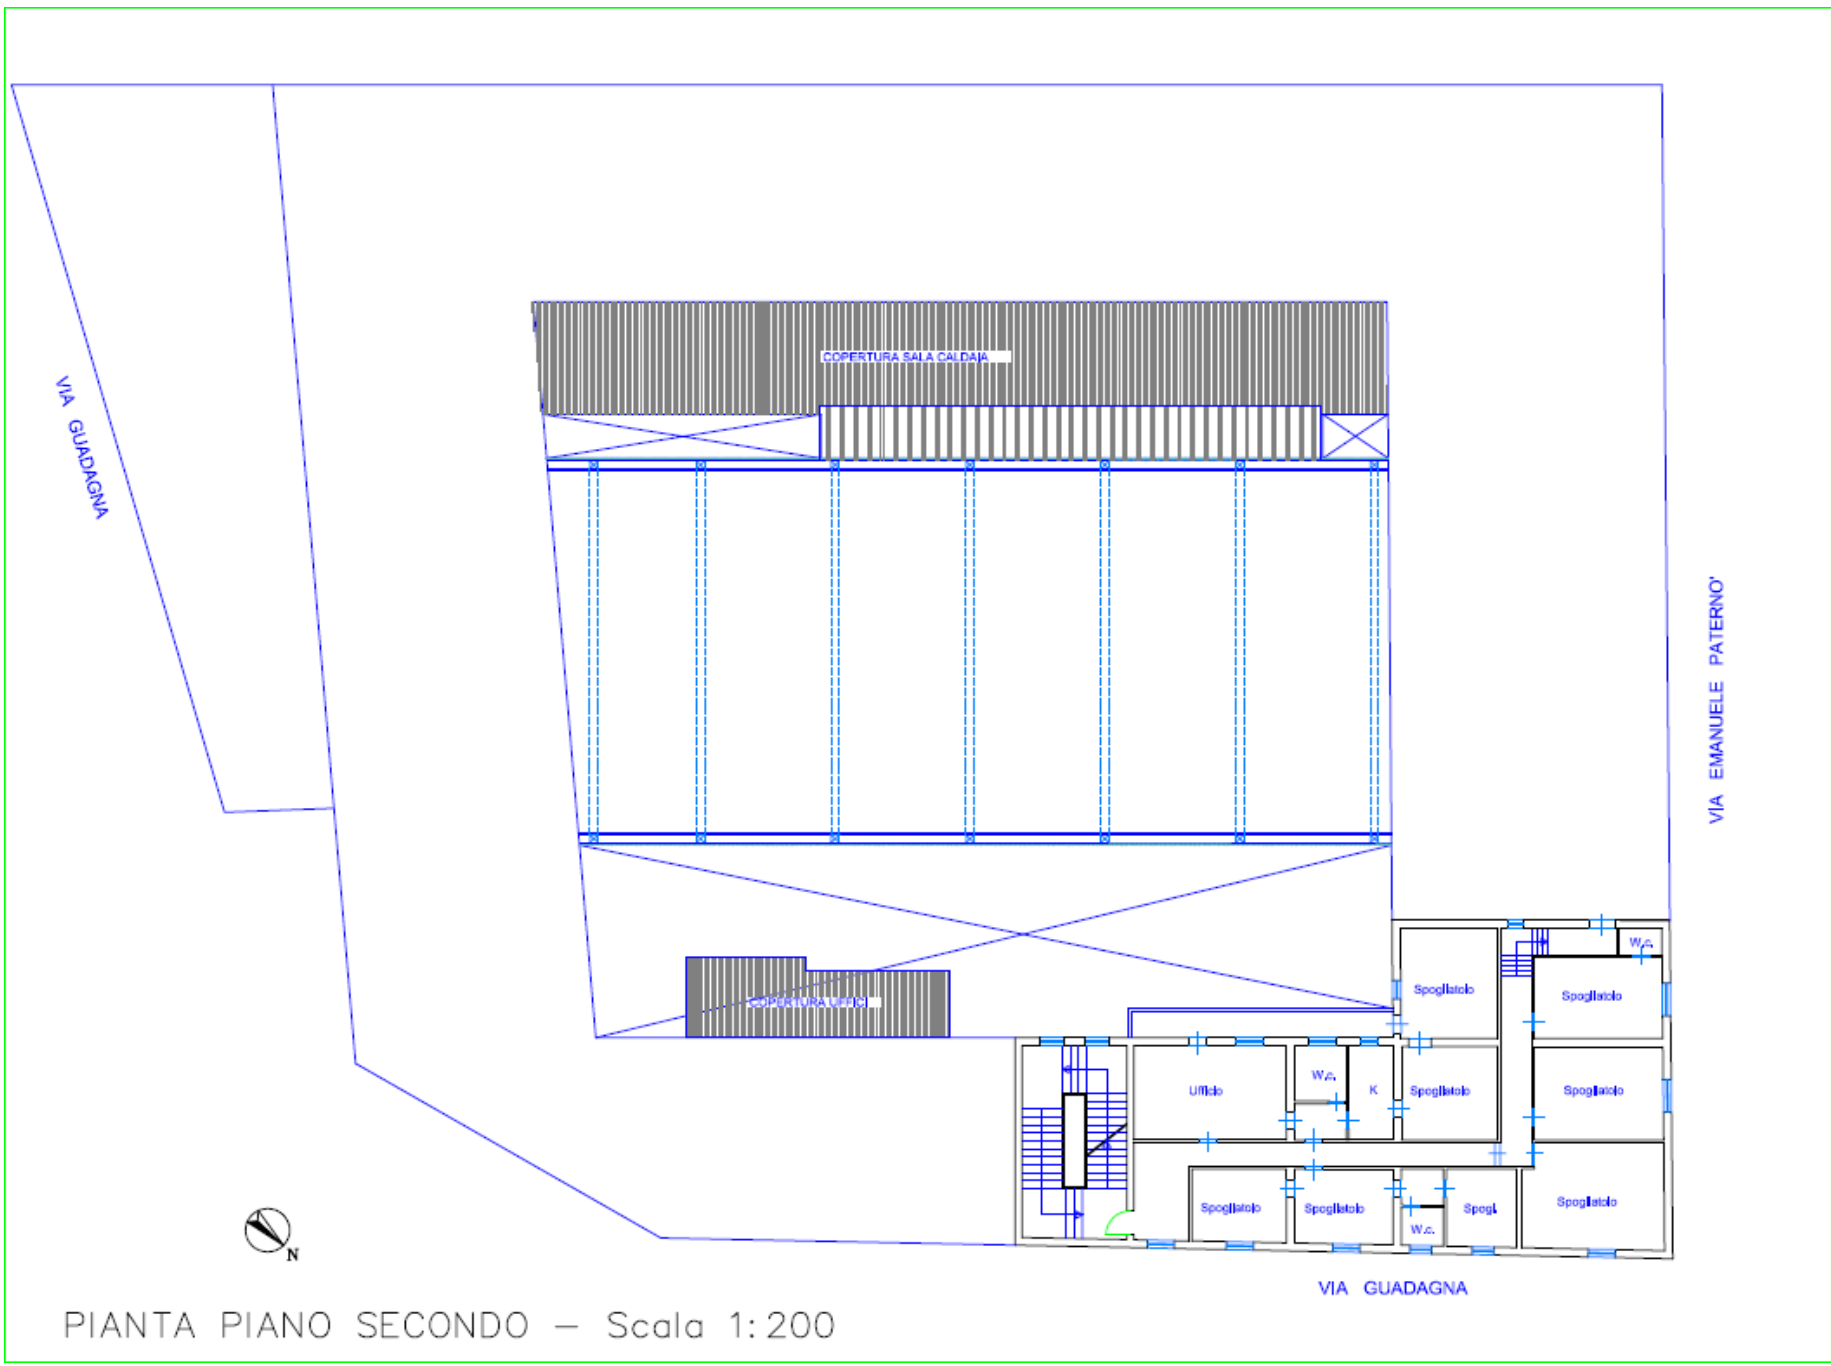 COPERTURA SALA CALDAIA
VIA GUADAGNA
VIA EMANUELE PATERNO'
W.c.
Spogliatoio
Spogliatoio
COPERTURA UFFICI
W.c.
Ufficio
K
Spogliatoio
Spogliatoio
Spogliatoio
Spogliatoio
Spogliatoio
Spogl.
W.c.
N
VIA GUADAGNA
PIANTA PIANO SECONDO – Scala 1:200